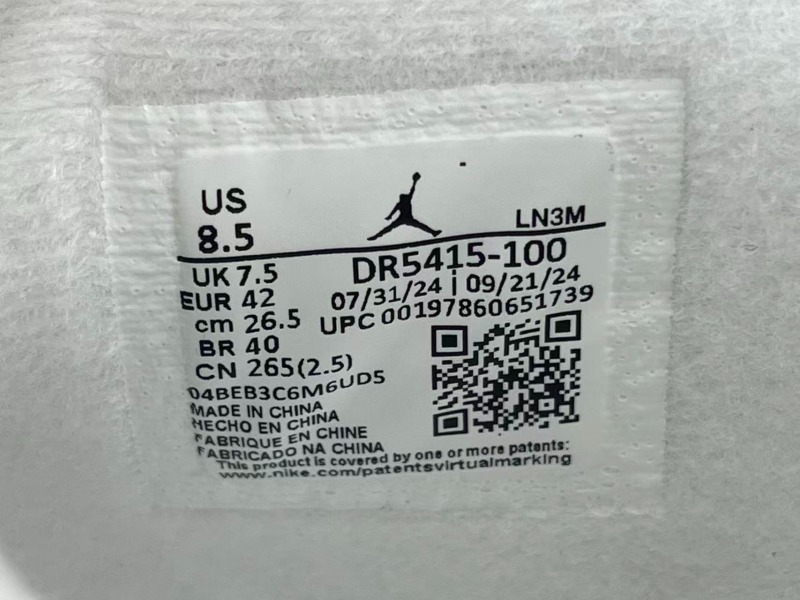 US
8.5
LN3M
UK 7.5
EUR 42
cm 26.5
BR 40
CN 265(2.5)
DR5415-100
07/31/24 | 09/21/24
UPC 00197860651739
04BEB3C6M6UD5
MADE IN CHINA
HECHO EN CHINA
FABRIQUE EN CHINE
FABRICADO NA CHINA
This product is covered by one or more patents:
www.nike.com/patentsvirtualmarking